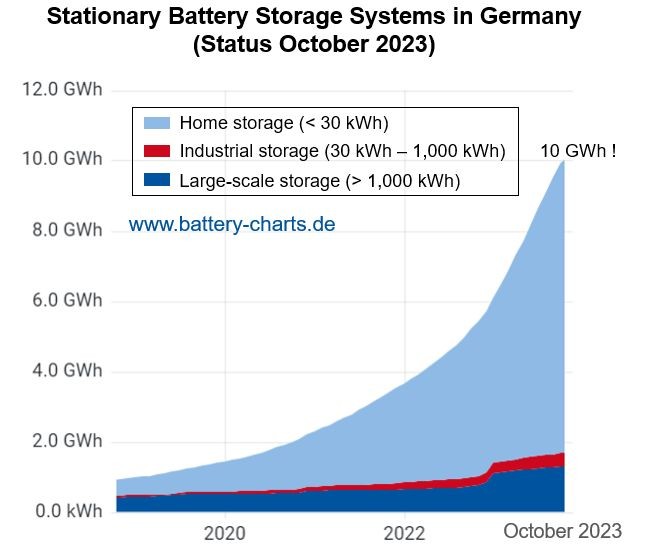 Stationary Battery Storage Systems in Germany
(Status October 2023)
12.0 GWh
Home storage (< 30 kWh)
Industrial storage (30 kWh – 1,000 kWh)
Large-scale storage (> 1,000 kWh)
10 GWh !
10.0 GWh
www.battery-charts.de
8.0 GWh
6.0 GWh
4.0 GWh
2.0 GWh
0.0 kWh
2020
2022
October 2023